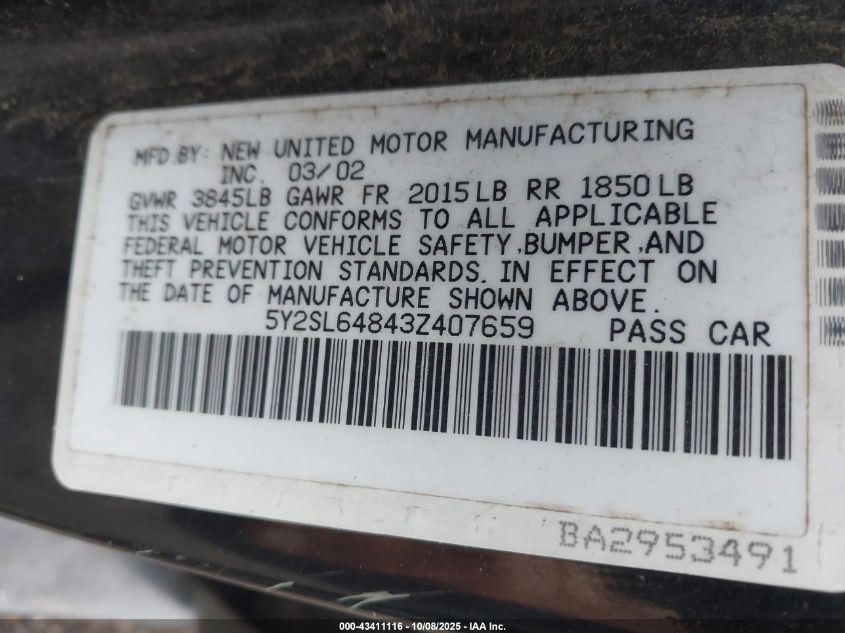 MFD.BY: NEW UNITED MOTOR MANUFACTURING
INC. 03/02
GVWR 3845LB GAWR FR 2015LB RR 1850LB
THIS VEHICLE CONFORMS TO ALL APPLICABLE
FEDERAL MOTOR VEHICLE SAFETY,BUMPER,AND
THEFT PREVENTION STANDARDS. IN EFFECT ON
THE DATE OF MANUFACTURE SHOWN ABOVE.
5Y2SL64843Z407659 PASS CAR
BA2953491
000-43411116 - 10/08/2025 - IAA Inc.